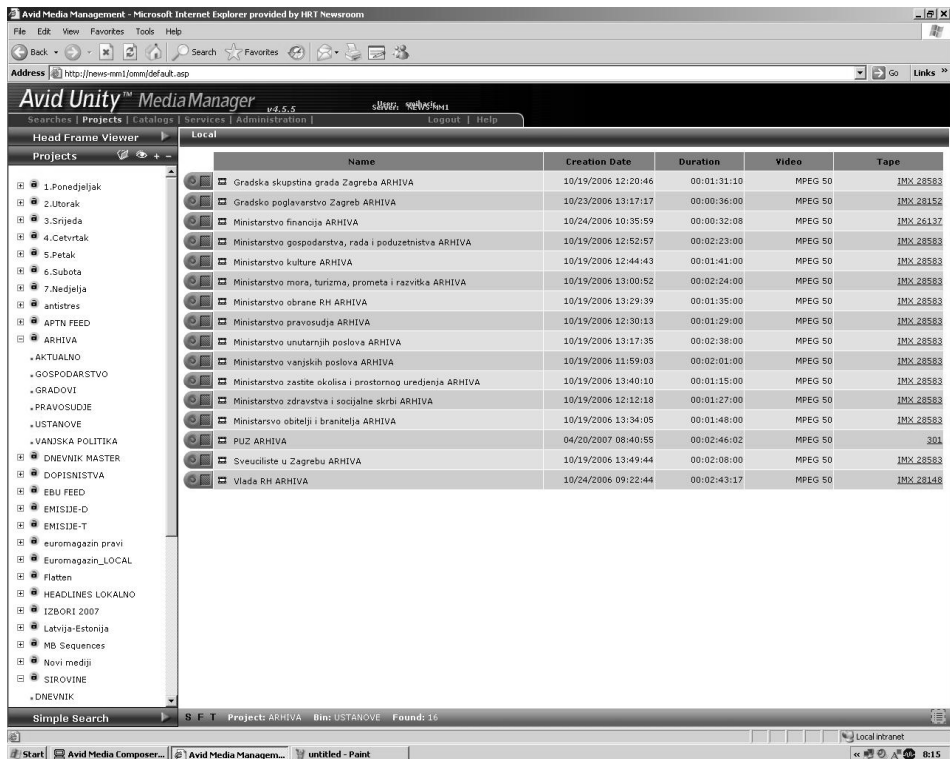 Avid Media Management - Microsoft Internet Explorer provided by HRT Newsroom
File Edit View Favorites Tools Help
Back Search Favorites
Address http://news-mm1/omm/default.asp Go Links »
Avid Unity™ MediaManager v4.5.5
Searches | Projects | Catalogs | Services | Administration | Logout | Help
Head Frame Viewer Local
Projects + -
Name Creation Date Duration Video Tape
Gradska skupstina grada Zagreba ARHIVA 10/19/2006 12:20:46 00:01:31:10 MPEG 50 IMX 28583
Gradsko poglavarstvo Zagreb ARHIVA 10/23/2006 13:17:17 00:00:36:00 MPEG 50 IMX 28152
Ministarstvo financija ARHIVA 10/24/2006 10:35:59 00:00:32:08 MPEG 50 IMX 26137
Ministarstvo gospodarstva, rada i poduzetnistva ARHIVA 10/19/2006 12:52:57 00:02:23:00 MPEG 50 IMX 28583
Ministarstvo kulture ARHIVA 10/19/2006 12:44:43 00:01:41:00 MPEG 50 IMX 28583
Ministarstvo mora, turizma, prometa i razvitka ARHIVA 10/19/2006 13:00:52 00:02:24:00 MPEG 50 IMX 28583
Ministarstvo obrane RH ARHIVA 10/19/2006 13:29:39 00:01:35:00 MPEG 50 IMX 28583
Ministarstvo pravosudja ARHIVA 10/19/2006 12:30:13 00:01:29:00 MPEG 50 IMX 28583
Ministarstvo unutarnjih poslova ARHIVA 10/19/2006 13:17:35 00:02:38:00 MPEG 50 IMX 28583
Ministarstvo vanjskih poslova ARHIVA 10/19/2006 11:59:03 00:02:01:00 MPEG 50 IMX 28583
Ministarstvo zastite okolisa i prostornog uredjenja ARHIVA 10/19/2006 13:40:10 00:01:15:00 MPEG 50 IMX 28583
Ministarstvo zdravstva i socijalne skrbi ARHIVA 10/19/2006 12:12:18 00:01:27:00 MPEG 50 IMX 28583
Ministarsvo obitelji i branitelja ARHIVA 10/19/2006 13:34:05 00:01:48:00 MPEG 50 IMX 28583
PUZ ARHIVA 04/20/2007 08:40:55 00:02:46:02 MPEG 50 301
Sveuciliste u Zagrebu ARHIVA 10/19/2006 13:49:44 00:02:08:00 MPEG 50 IMX 28583
Vlada RH ARHIVA 10/24/2006 09:22:44 00:02:43:17 MPEG 50 IMX 28148
1.Ponedjeljak
2.Utorak
3.Srijeda
4.Cetvrtak
5.Petak
6.Subota
7.Nedjelja
antistres
APTN FEED
ARHIVA
AKTUALNO
GOSPODARSTVO
GRADOVI
PRAVOSUDJE
USTANOVE
VANJSKA POLITIKA
DNEVNIK MASTER
DOPISNISTVA
EBU FEED
EMISIJE-D
EMISIJE-T
euromagazin pravi
Euromagazin_LOCAL
Flatten
HEADLINES LOKALNO
IZBORI 2007
Latvija-Estonija
MB Sequences
Novi mediji
SIROVINE
DNEVNIK
Simple Search S F T Project: ARHIVA Bin: USTANOVE Found: 16
Local intranet
Start Avid Media Composer... Avid Media Managem... untitled - Paint 8:15